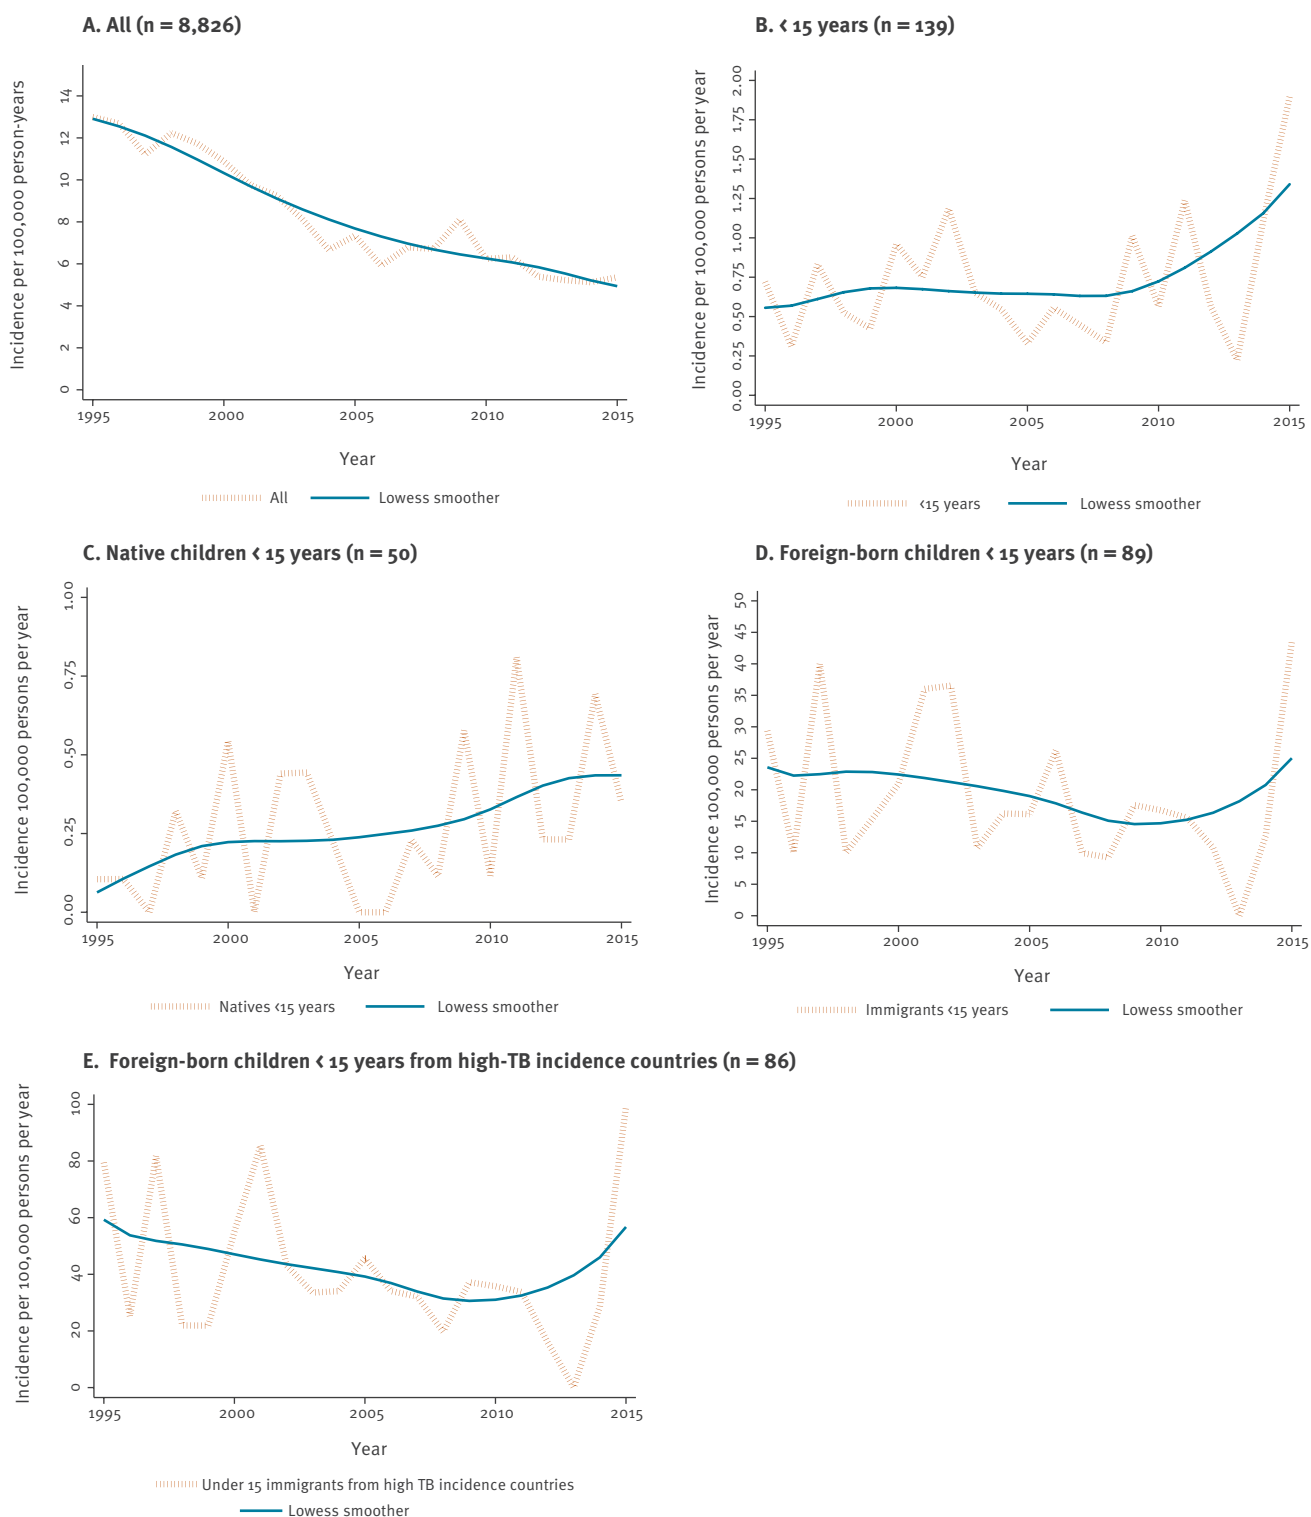 A. All (n = 8,826)
Incidence per 100,000 person-years
14
12
10
8
6
4
2
0
1995 2000 2005 2010 2015
Year
All Lowess smoother
B. < 15 years (n = 139)
Incidence per 100,000 persons per year
2.00
1.75
1.50
1.25
1.00
0.75
0.50
0.25
0.00
1995 2000 2005 2010 2015
Year
<15 years Lowess smoother
C. Native children < 15 years (n = 50)
Incidence 100,000 persons per year
1.00
0.75
0.50
0.25
0.00
1995 2000 2005 2010 2015
Year
Natives <15 years Lowess smoother
D. Foreign-born children < 15 years (n = 89)
Incidence 100,000 persons per year
50
45
40
35
30
25
20
15
10
5
0
1995 2000 2005 2010 2015
Year
Immigrants <15 years Lowess smoother
E. Foreign-born children < 15 years from high-TB incidence countries (n = 86)
Incidence per 100,000 persons per year
100
80
60
40
20
0
1995 2000 2005 2010 2015
Year
Under 15 immigrants from high TB incidence countries
Lowess smoother